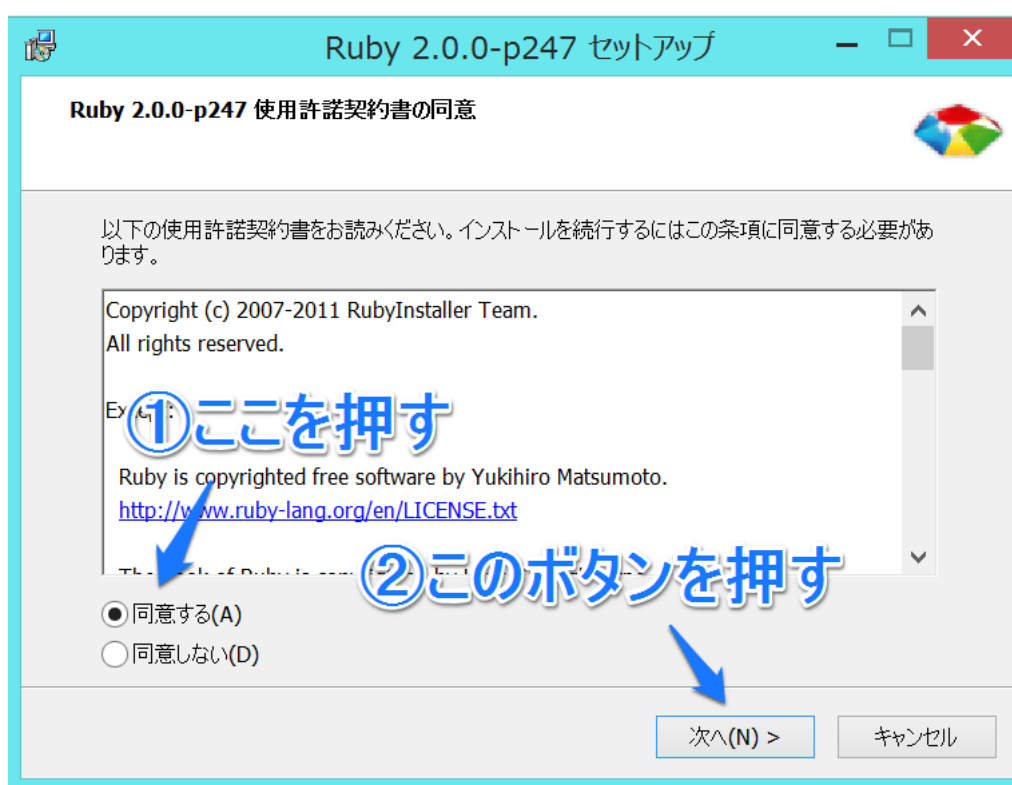 Ruby 2.0.0-p247 セットアップ
Ruby 2.0.0-p247 使用許諾契約書の同意
以下の使用許諾契約書をお読みください。インストールを続行するにはこの条項に同意する必要があ
ります。
Copyright (c) 2007-2011 RubyInstaller Team.
All rights reserved.
①ここを押す
Ruby is copyrighted free software by Yukihiro Matsumoto.
http://www.ruby-lang.org/en/LICENSE.txt
②このボタンを押す
同意する(A)
同意しない(D)
次へ(N) >
キャンセル